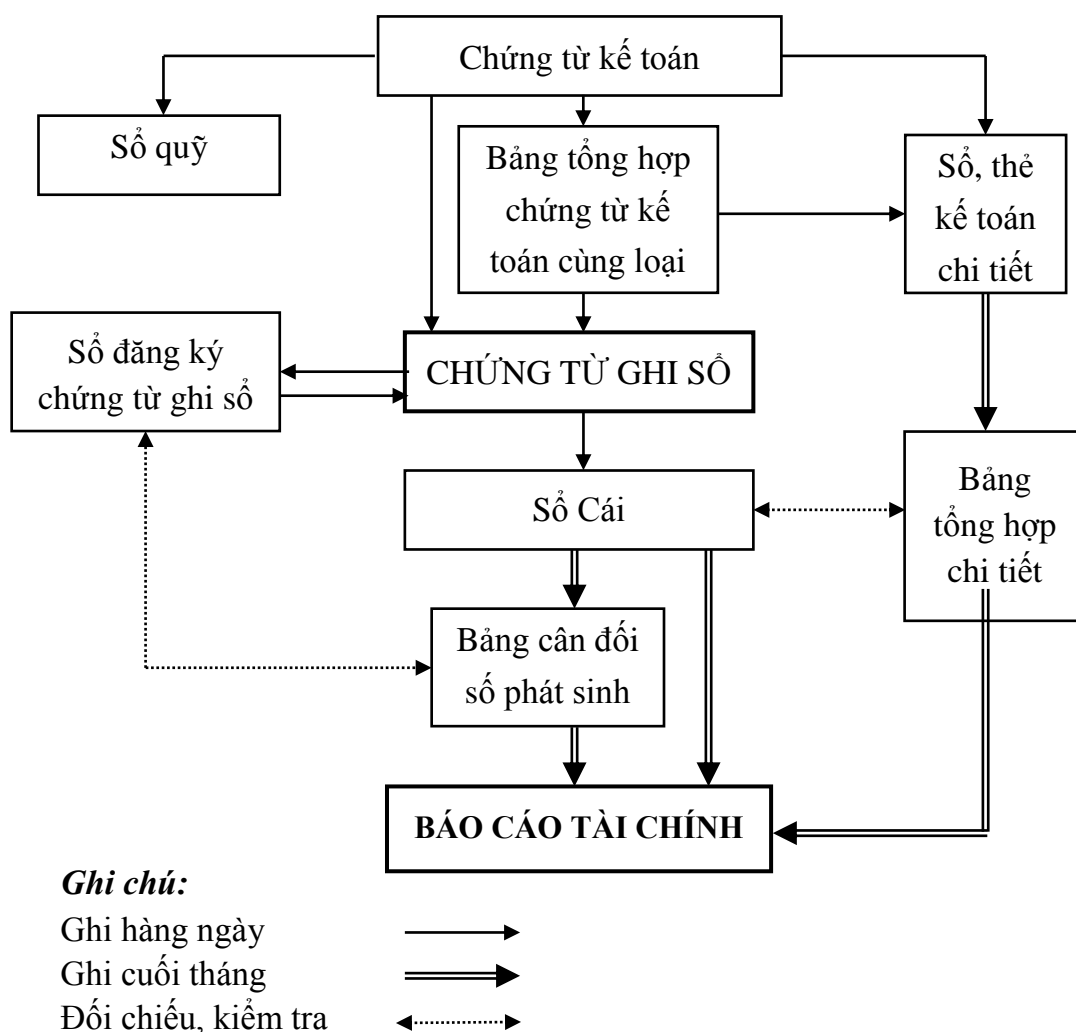 Chứng từ kế toán
Sổ quỹ
Bảng tổng hợp
chứng từ kế
toán cùng loại
Sổ, thẻ
kế toán
chi tiết
Sổ đăng ký
chứng từ ghi sổ
CHỨNG TỪ GHI SỔ
Sổ Cái
Bảng
tổng hợp
chi tiết
Bảng cân đối
số phát sinh
BÁO CÁO TÀI CHÍNH
Ghi chú:
Ghi hàng ngày
Ghi cuối tháng
Đối chiếu, kiểm tra